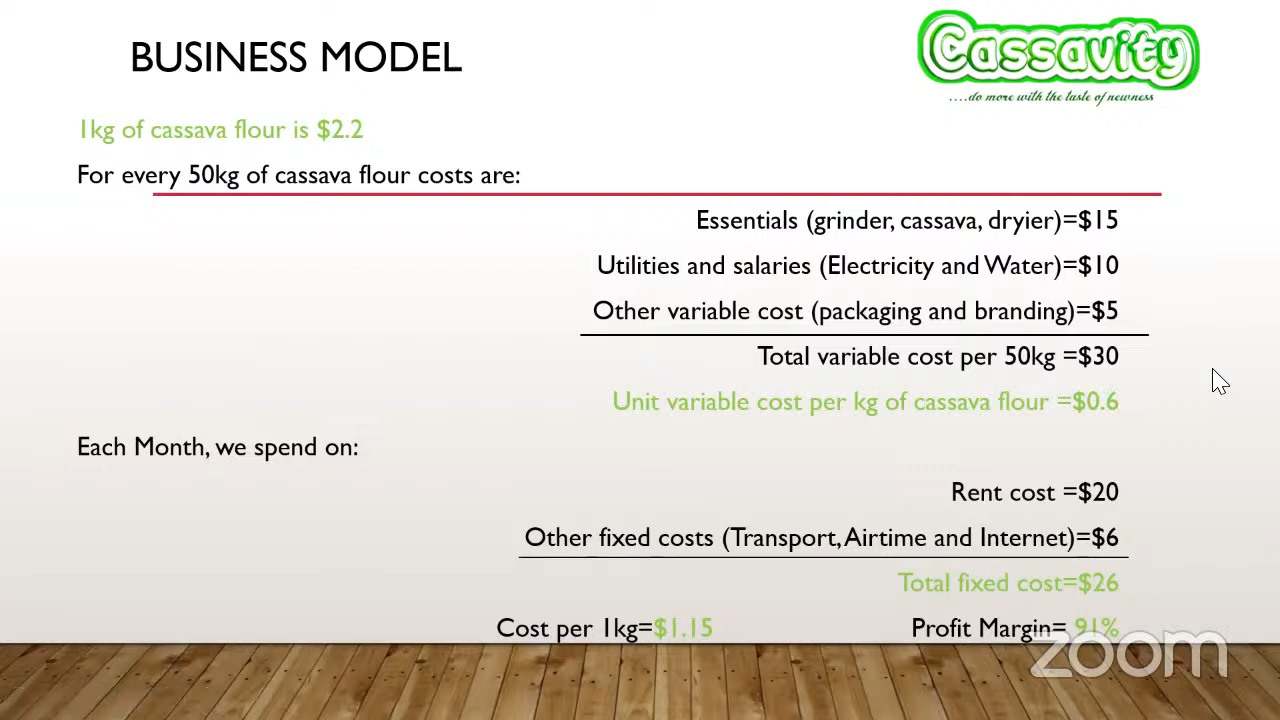 BUSINESS MODEL
Cassavity
....do more with the taste of newness
1kg of cassava flour is $2.2
For every 50kg of cassava flour costs are:
Essentials (grinder, cassava, dryier)=$15
Utilities and salaries (Electricity and Water)=$10
Other variable cost (packaging and branding)=$5
Total variable cost per 50kg =$30
Unit variable cost per kg of cassava flour =$0.6
Each Month, we spend on:
Rent cost =$20
Other fixed costs (Transport, Airtime and Internet)=$6
Total fixed cost=$26
Cost per 1kg=$1.15 Profit Margin= 91%
zoom